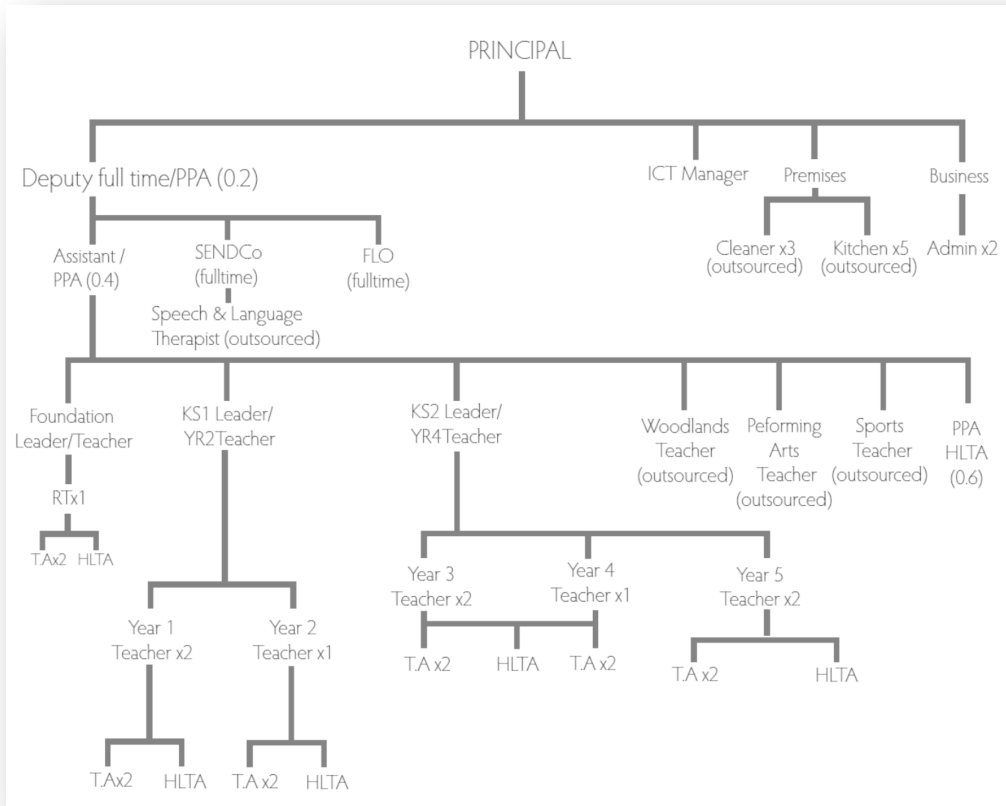 PRINCIPAL
Deputy full time/PPA (0.2)
ICT Manager
Premises
Business
Assistant /
PPA (0.4)
SENDCo
(fulltime)
FLO
(fulltime)
Cleaner x3
(outsourced)
Kitchen x5
(outsourced)
Admin x2
Speech & Language
Therapist (outsourced)
Foundation
Leader/Teacher
KS1 Leader/
YR2Teacher
KS2 Leader/
YR4Teacher
Woodlands
Teacher
(outsourced)
Peforming
Arts
Teacher
(outsourced)
Sports
Teacher
(outsourced)
PPA
HLTA
(0.6)
RTx1
T.Ax2
HLTA
Year 3
Teacher x2
Year 4
Teacher x1
Year 5
Teacher x2
Year 1
Teacher x2
Year 2
Teacher x1
T.A x2
HLTA
T.A x2
T.A x2
HLTA
T.Ax2
HLTA
T.A x2
HLTA